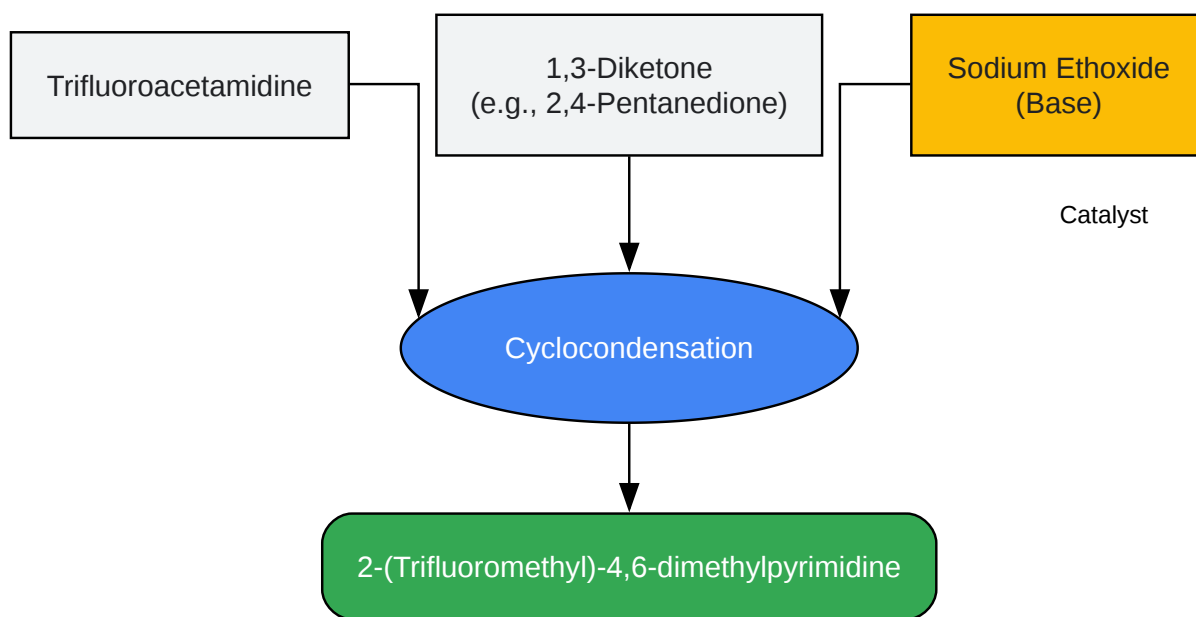 Trifluoroacetamidine
1,3-Diketone
(e.g., 2,4-Pentanedione)
Sodium Ethoxide
(Base)
Catalyst
Cyclocondensation
2-(Trifluoromethyl)-4,6-dimethylpyrimidine